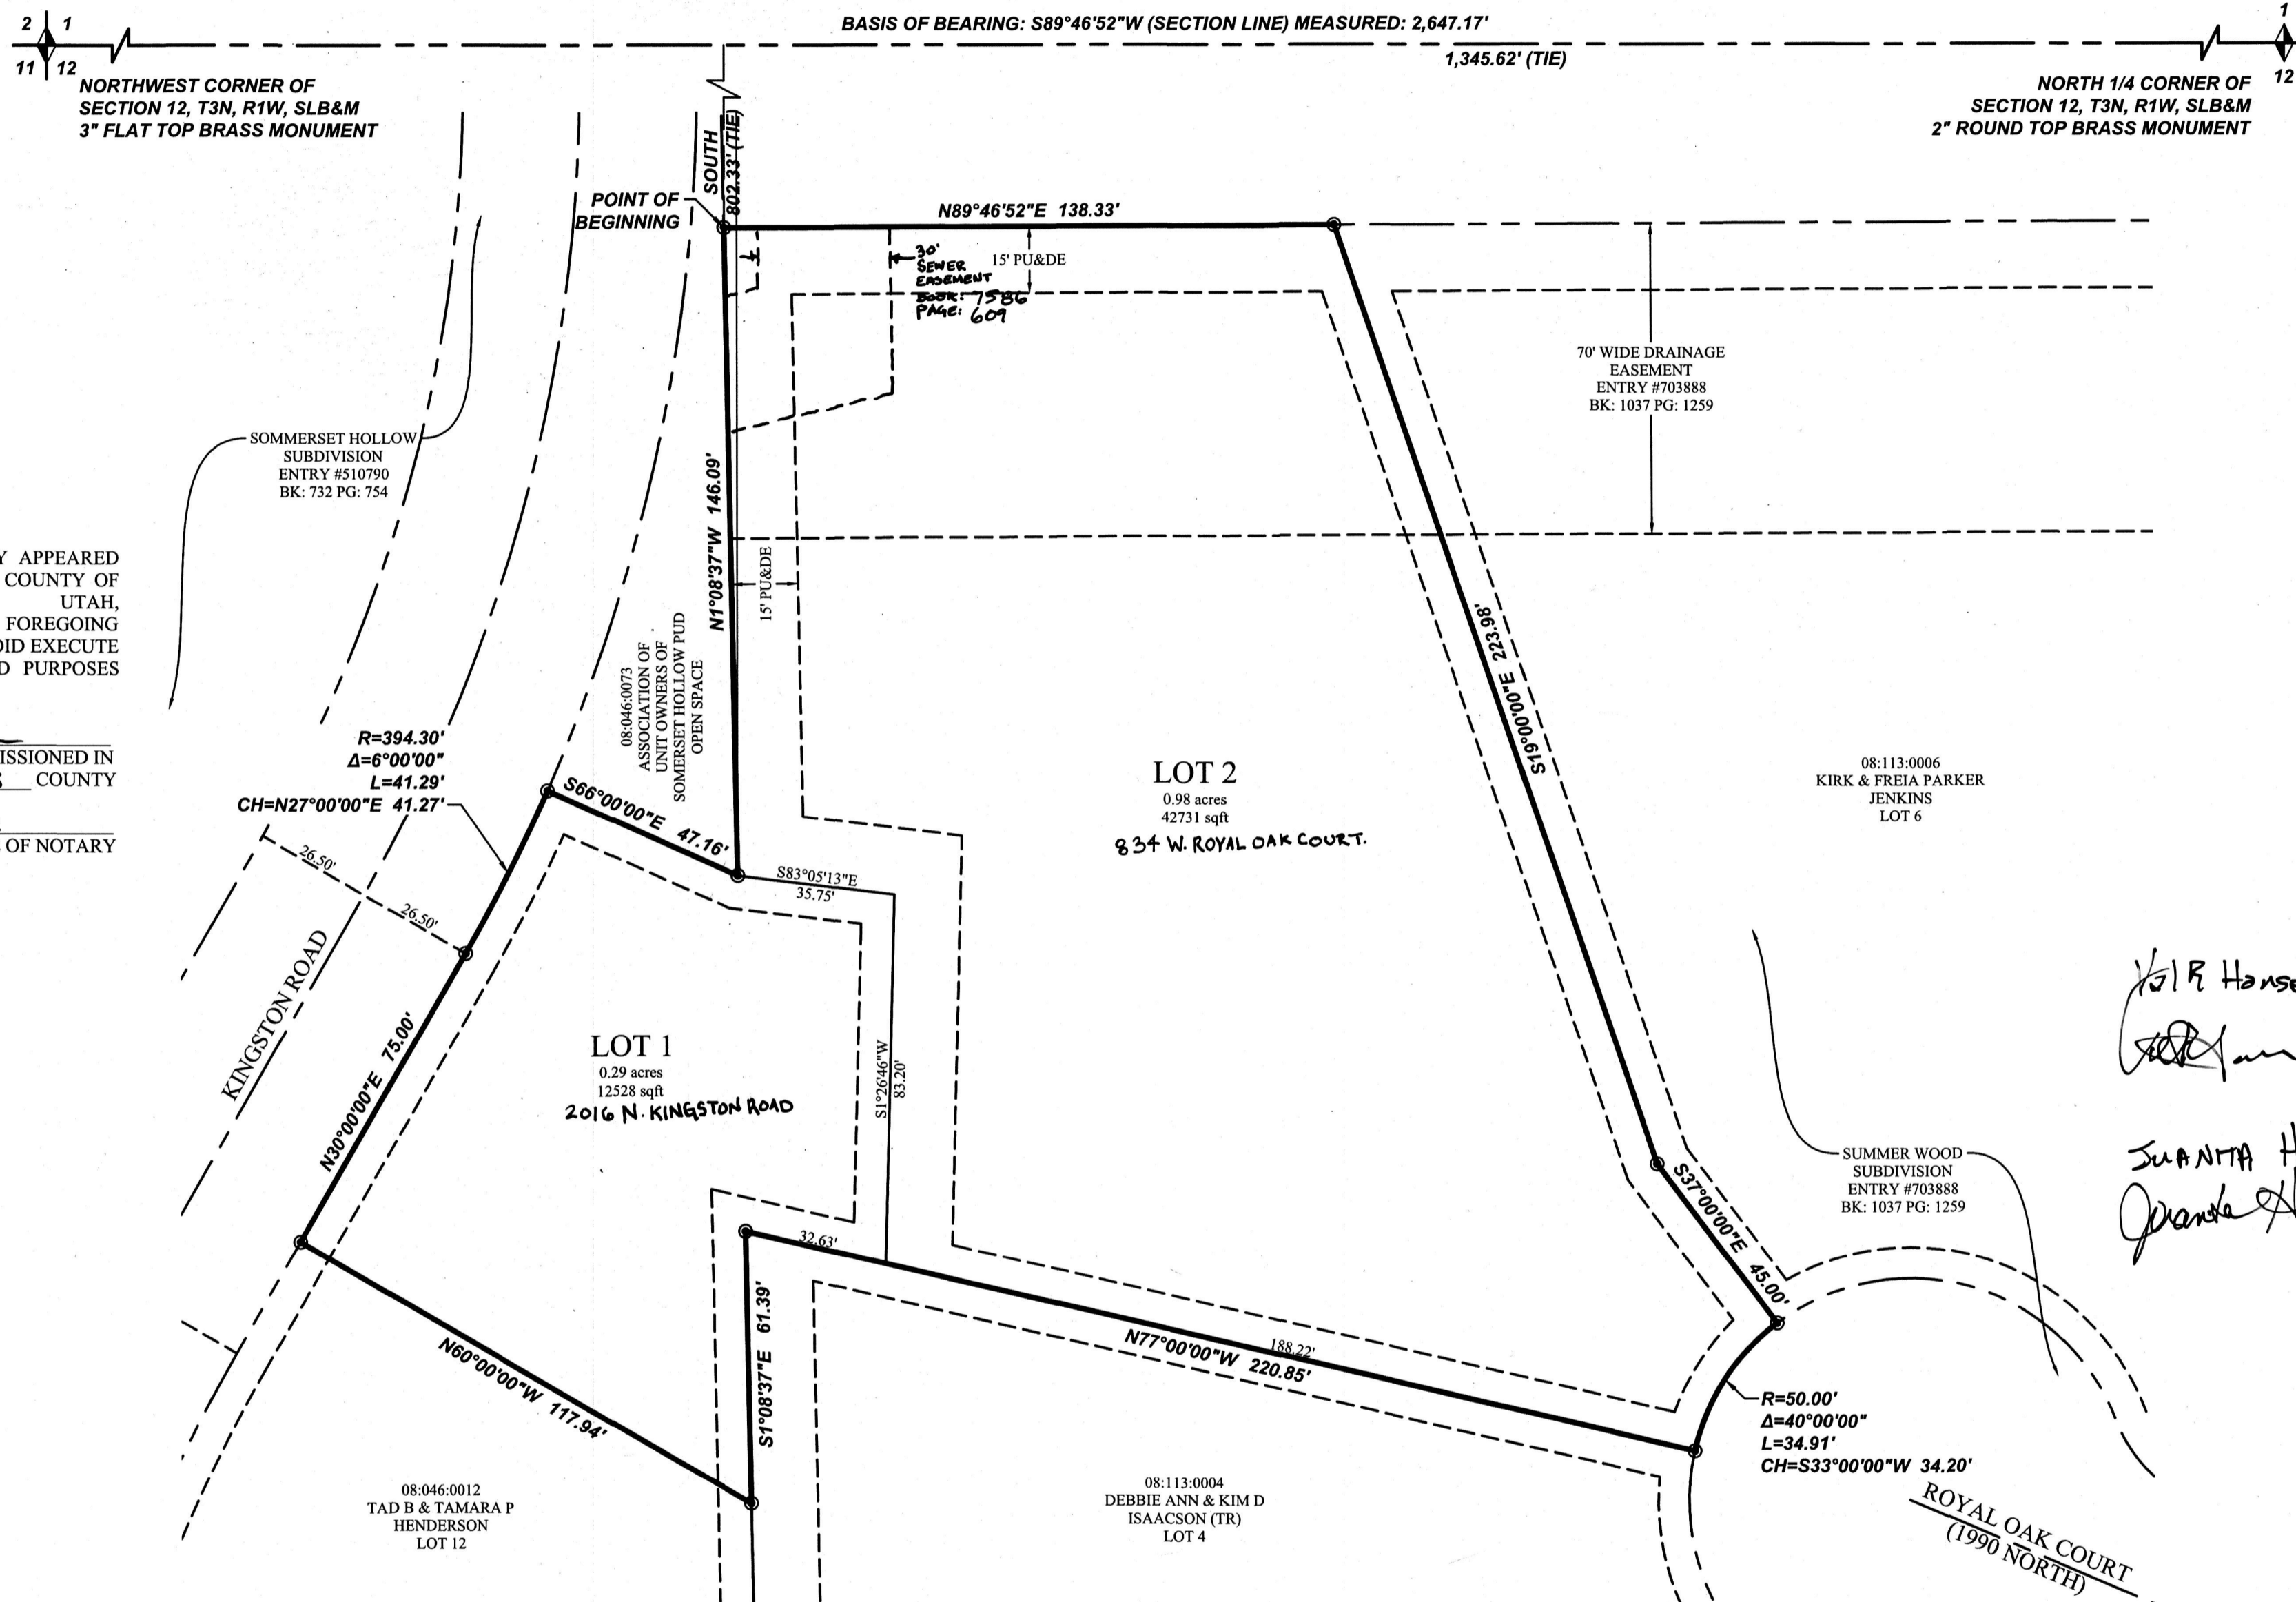 2 1
11 12
BASIS OF BEARING: S89°46'52"W (SECTION LINE) MEASURED: 2,647.17'
1,345.62' (TIE)
1
12
NORTHWEST CORNER OF
SECTION 12, T3N, R1W, SLB&M
3" FLAT TOP BRASS MONUMENT
NORTH 1/4 CORNER OF
SECTION 12, T3N, R1W, SLB&M
2" ROUND TOP BRASS MONUMENT
SOUTH
802.33' (TIE)
POINT OF
BEGINNING
N89°46'52"E 138.33'
30'
SEWER
EASEMENT
BOOK: 7586
PAGE: 609
15' PU&DE
70' WIDE DRAINAGE
EASEMENT
ENTRY #703888
BK: 1037 PG: 1259
SOMMERSET HOLLOW
SUBDIVISION
ENTRY #510790
BK: 732 PG: 754
N1°08'37"W 146.09'
15' PU&DE
S19°00'00"E 223.98'
APPEARED
COUNTY OF
UTAH,
FOREGOING
DID EXECUTE
PURPOSES
ISSIONED IN
COUNTY
OF NOTARY
08:046:0073
ASSOCIATION OF
UNIT OWNERS OF
SOMERSET HOLLOW PUD
OPEN SPACE
R=394.30'
Δ=6°00'00"
L=41.29'
CH=N27°00'00"E 41.27'
S66°00'00"E 47.16'
S83°05'13"E
35.75'
LOT 2
0.98 acres
42731 sqft
834 W. ROYAL OAK COURT.
08:113:0006
KIRK & FREIA PARKER
JENKINS
LOT 6
26.50'
26.50'
KINGSTON ROAD
N30°00'00"E 75.00'
LOT 1
0.29 acres
12528 sqft
2016 N. KINGSTON ROAD
S1°26'46"W
83.20'
R Hanse
JUANITA H
SUMMER WOOD
SUBDIVISION
ENTRY #703888
BK: 1037 PG: 1259
S37°00'00"E 45.00'
32.63'
S1°08'37"E 61.39'
N60°00'00"W 117.94'
188.22'
N77°00'00"W 220.85'
R=50.00'
Δ=40°00'00"
L=34.91'
CH=S33°00'00"W 34.20'
08:046:0012
TAD B & TAMARA P
HENDERSON
LOT 12
08:113:0004
DEBBIE ANN & KIM D
ISAACSON (TR)
LOT 4
ROYAL OAK COURT
(1990 NORTH)